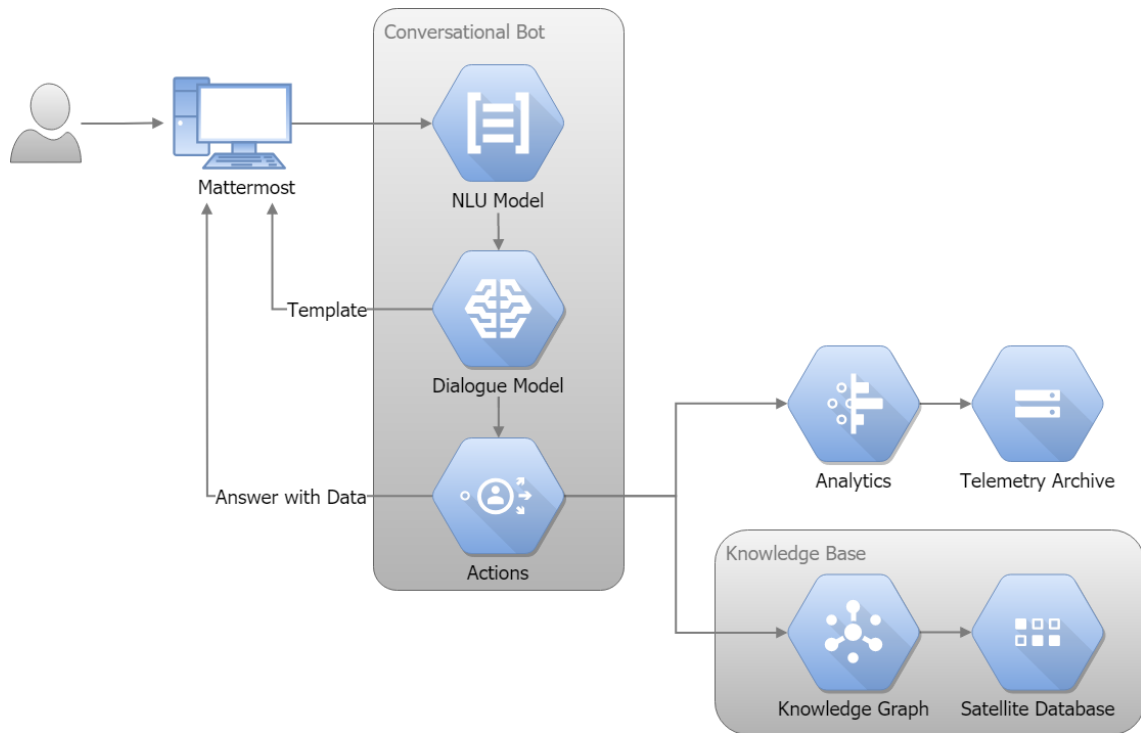 Conversational Bot
Mattermost
NLU Model
Template
Dialogue Model
Analytics
Telemetry Archive
Answer with Data
Actions
Knowledge Base
Knowledge Graph
Satellite Database